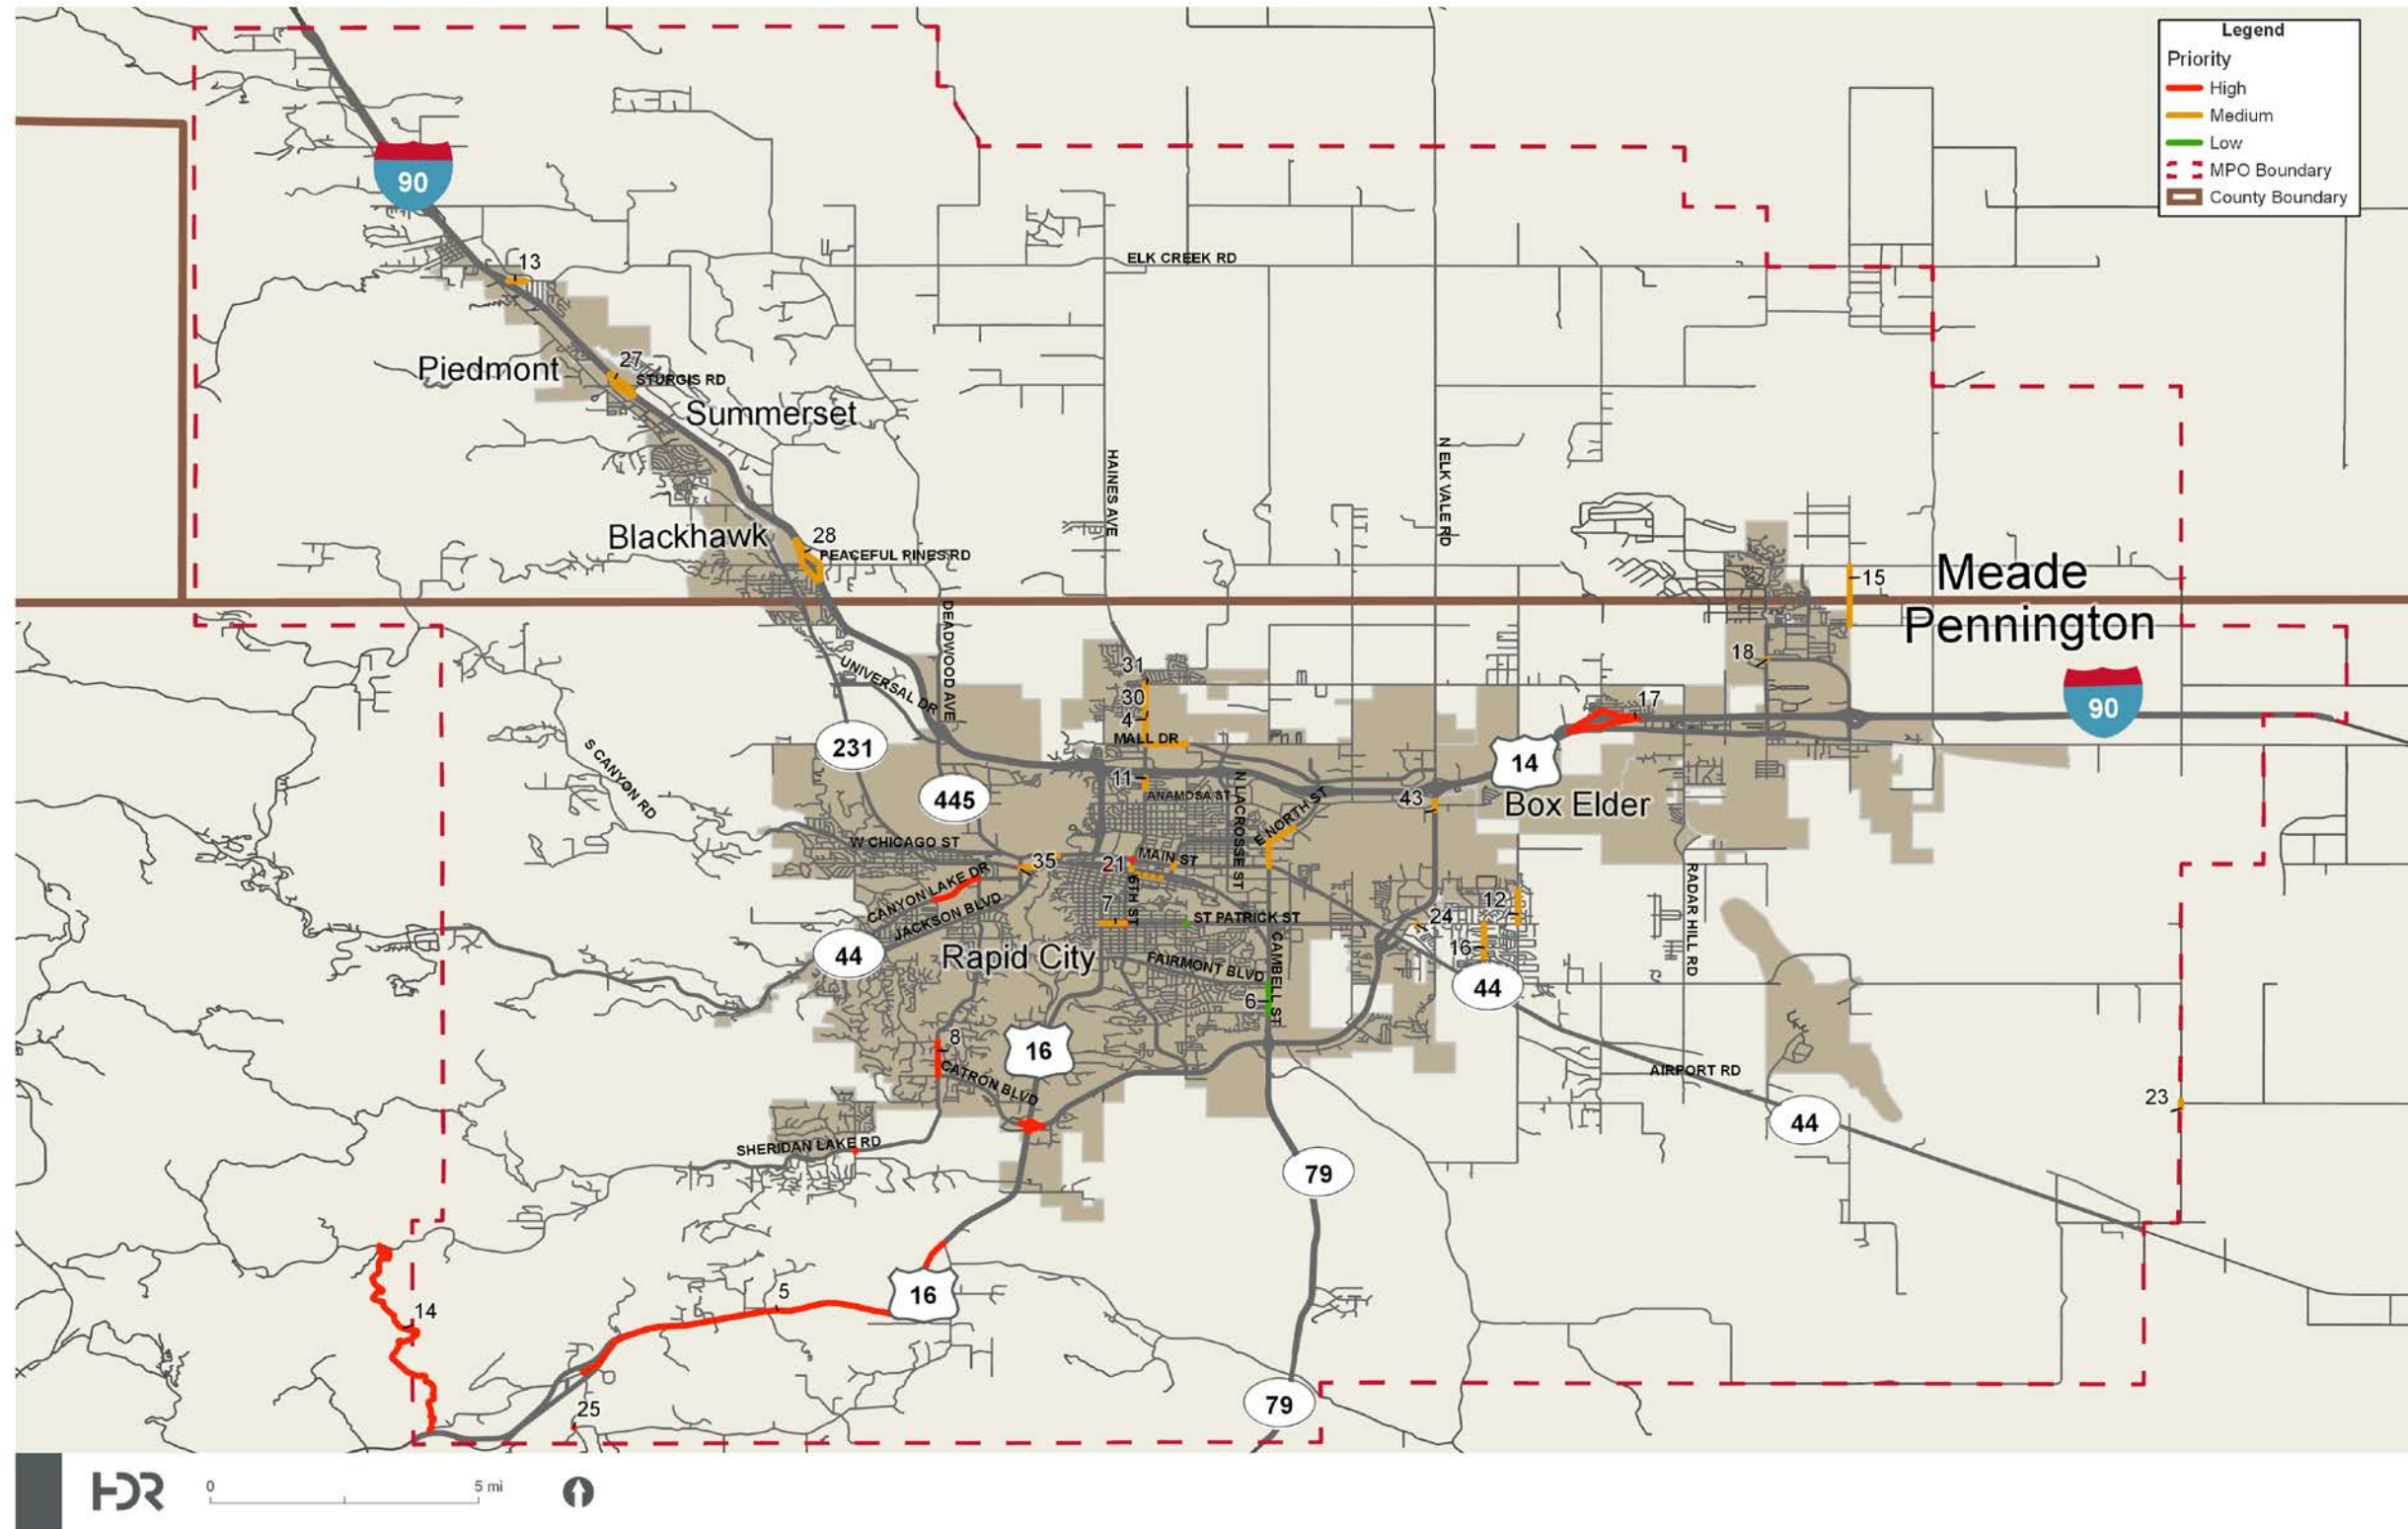 Legend
Priority
High
Medium
Low
MPO Boundary
County Boundary
90
13
ELK CREEK RD
Piedmont
27
STURGIS RD
Summerset
HAINES AVE
N ELK VALE RD
Blackhawk
28
PEACEFUL PINES RD
15
Meade
Pennington
DEADWOOD AVE
UNIVERSAL DR
31
30
4
18
17
90
MALL DR
231
14
S CANYON RD
445
11
ANAMOSA ST
N LACROSSE ST
E NORTH ST
43
Box Elder
W CHICAGO ST
35
21
MAIN ST
CANYON LAKE DR
JACKSON BLVD
6TH ST
7
ST PATRICK ST
12
24
16
RADAR HILL RD
44
Rapid City
FAIRMONT BLVD
CAMBELL ST
6
44
8
16
CATRON BLVD
AIRPORT RD
23
44
SHERIDAN LAKE RD
79
14
5
16
25
79
HDR
0
5 mi